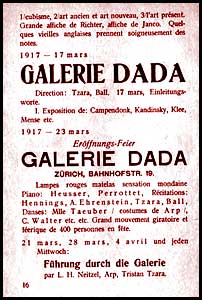 l'cubisme, 2/l'art ancien et art nouveau, 3/l'art présent.
Grande affiche de Richter, affiche de Janco. Quel-
ques vieilles anglaises prennent soigneusement des
notes.
1917 — 17 mars
GALERIE DADA
Direction: Tzara, Ball. 17 mars, Einleitungs-
worte.
I. Exposition de: Campendonk, Kandinsky, Klee,
Mense etc.
1917 — 23 mars
Eröffnungs-Feier
GALERIE DADA
ZÜRICH, BAHNHOFSTR. 19.
Lampes rouges matelas sensation mondaine
Piano: Heusser, Perrottet, Récitations:
Hennings, A. Ehrenstein, Tzara, Ball,
Danses: Mlle Taeuber / costumes de Arp /,
C. Walter etc. etc. Grand mouvement giratoire et
féerique de 400 personnes en fête.
21 mars, 28 mars, 4 avril und jeden
Mittwoch:
Führung durch die Galerie
par L. H. Neitzel, Arp, Tristan Tzara.
16